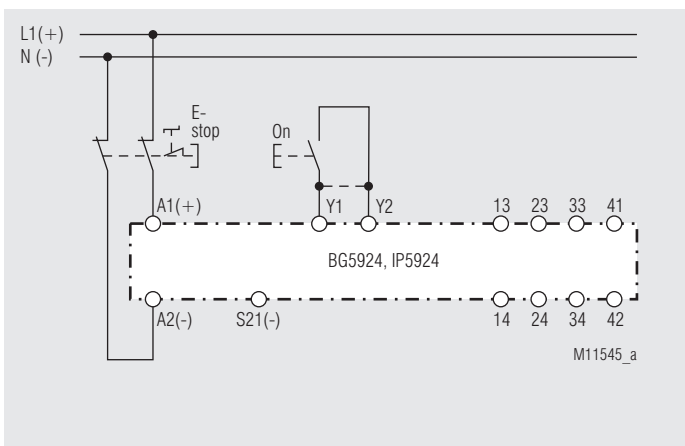 L1(+)
N (-)
E-
stop
On
A1(+) Y1 Y2 13 23 33 41
BG5924, IP5924
A2(-) S21(-) 14 24 34 42
M11545_a